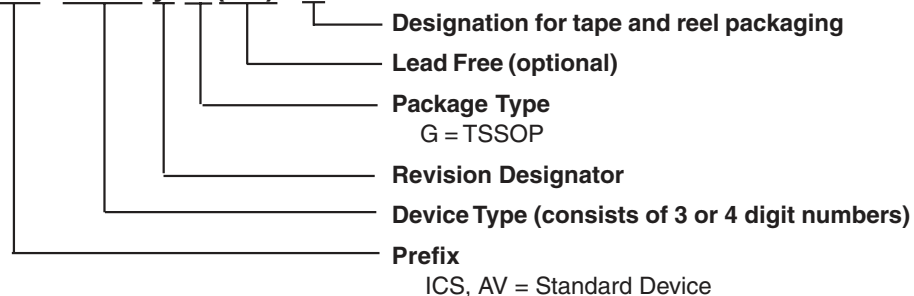 Designation for tape and reel packaging
Lead Free (optional)
Package Type
G = TSSOP
Revision Designator
Device Type (consists of 3 or 4 digit numbers)
Prefix
ICS, AV = Standard Device